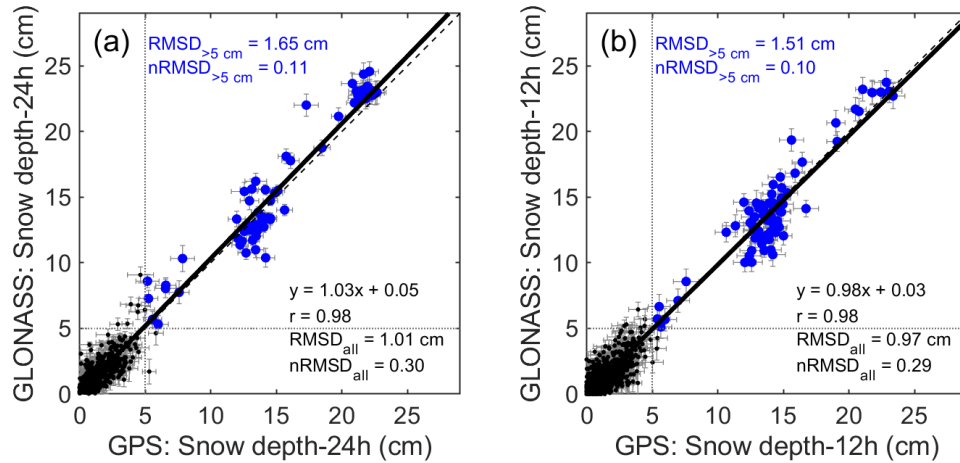 (a)
RMSD>5 cm = 1.65 cm
nRMSD>5 cm = 0.11
y = 1.03x + 0.05
r = 0.98
RMSDall = 1.01 cm
nRMSDall = 0.30
GLONASS: Snow depth-24h (cm)
25
20
15
10
5
0
0 5 10 15 20 25
GPS: Snow depth-24h (cm)
(b)
RMSD>5 cm = 1.51 cm
nRMSD>5 cm = 0.10
y = 0.98x + 0.03
r = 0.98
RMSDall = 0.97 cm
nRMSDall = 0.29
GLONASS: Snow depth-12h (cm)
25
20
15
10
5
0
0 5 10 15 20 25
GPS: Snow depth-12h (cm)